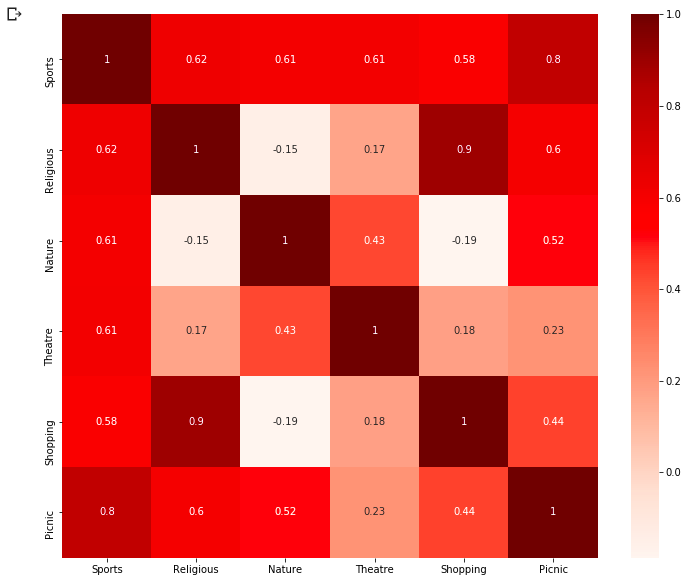 1.0
Sports 1 0.62 0.61 0.61 0.58 0.8
0.8
Religious 0.62 1 -0.15 0.17 0.9 0.6
0.6
Nature 0.61 -0.15 1 0.43 -0.19 0.52
0.4
Theatre 0.61 0.17 0.43 1 0.18 0.23
0.2
Shopping 0.58 0.9 -0.19 0.18 1 0.44
0.0
Picnic 0.8 0.6 0.52 0.23 0.44 1
Sports Religious Nature Theatre Shopping Picnic